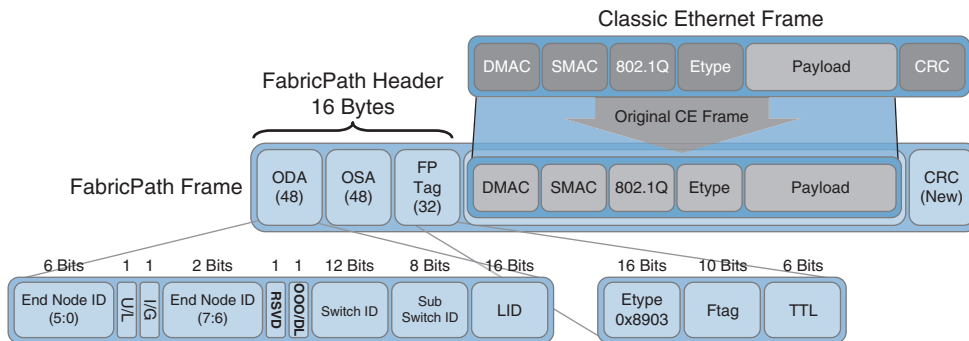 Classic Ethernet Frame
DMAC SMAC 802.1Q Etype Payload CRC
FabricPath Header
16 Bytes
Original CE Frame
FabricPath Frame
ODA
(48)
OSA
(48)
FP
Tag
(32)
DMAC SMAC 802.1Q Etype Payload
CRC
(New)
6 Bits 1 1 2 Bits 1 1 12 Bits 8 Bits 16 Bits
End Node ID
(5:0)
U/L
I/G
End Node ID
(7:6)
RSVD
OOO/DL
Switch ID
Sub
Switch ID
LID
16 Bits 10 Bits 6 Bits
Etype
0x8903
Ftag
TTL